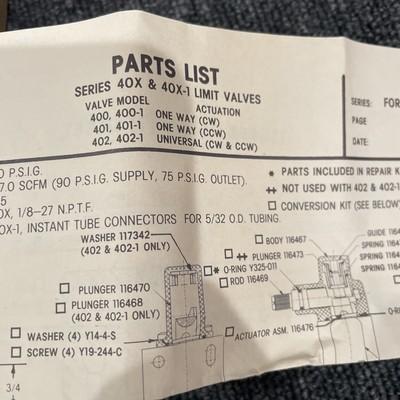 PARTS LIST
SERIES 40X & 40X-1 LIMIT VALVES
VALVE MODEL ACTUATION
400, 400-1 ONE WAY (CW)
401, 401-1 ONE WAY (CCW)
402, 402-1 UNIVERSAL (CW & CCW)
SERIES: FOR
PAGE
DATE:
0 P.S.I.G.
7.0 SCFM (90 P.S.I.G. SUPPLY, 75 P.S.I.G. OUTLET).
5
0X, 1/8-27 N.P.T.F.
0X-1, INSTANT TUBE CONNECTORS FOR 5/32 O.D. TUBING.
* PARTS INCLUDED IN REPAIR K
‡ NOT USED WITH 402 & 402-1
□ CONVERSION KIT (SEE BELOW)
WASHER 117342
(402 & 402-1 ONLY)
□ PLUNGER 116470
□ PLUNGER 116468
(402 & 402-1 ONLY)
□ WASHER (4) Y14-4-S
□ SCREW (4) Y19-244-C
3/4
□ BODY 116467
□ ‡ PLUNGER 116473
□ * O-RING Y325-011
□ ROD 116469
□ ACTUATOR ASM. 116476
GUIDE 1164
SPRING 1164
SPRING 1164
O-R